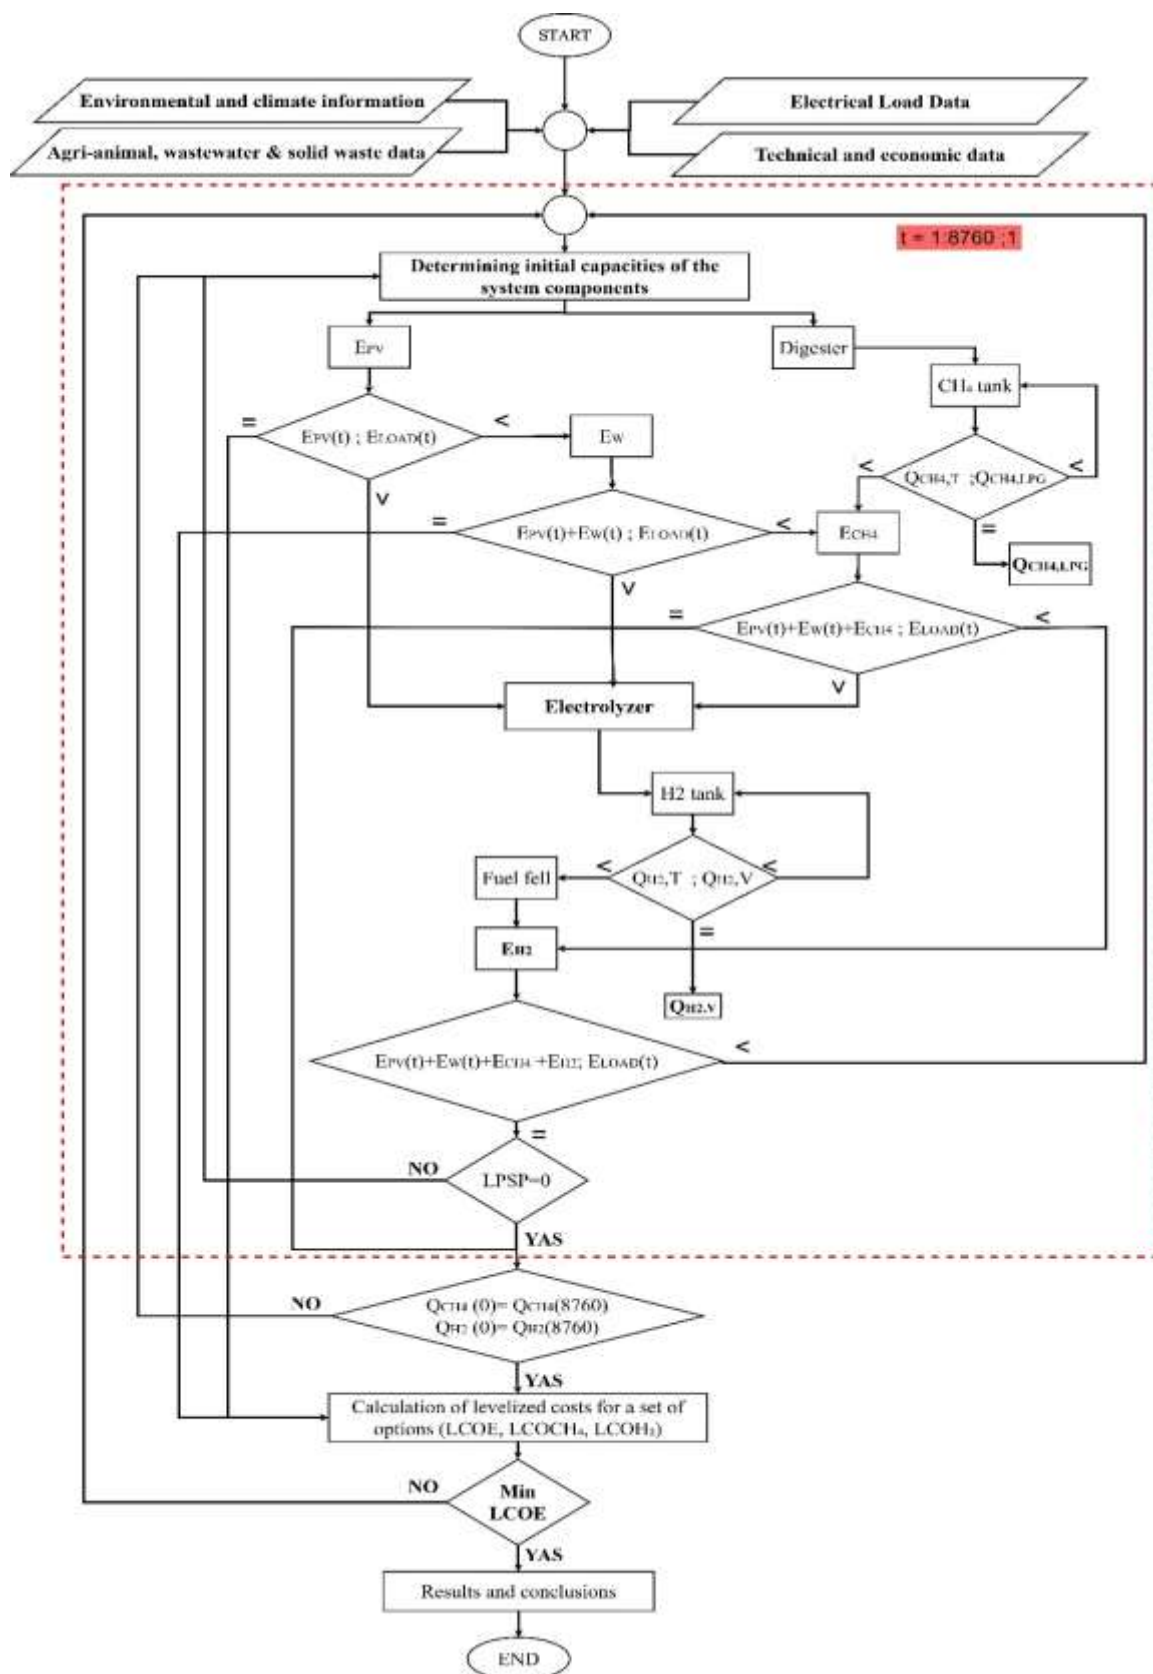 START
Environmental and climate information
Electrical Load Data
Agri-animal, wastewater & solid waste data
Technical and economic data
t = 1:8760 ;1
Determining initial capacities of the
system components
EPV
Digester
CH₄ tank
=
EPV(t) ; ELOAD(t)
<
EW
<
QCH4,T ;QCH4,LPG
<
V
=
=
EPV(t)+EW(t) ; ELOAD(t)
<
ECH4
QCH4,LPG
V
=
EPV(t)+EW(t)+ECH4 ; ELOAD(t)
<
V
Electrolyzer
H2 tank
Fuel fell
<
QH2,T ; QH2,V
<
=
EH2
QH2,V
EPV(t)+EW(t)+ECH4 +EH2; ELOAD(t)
<
=
NO
LPSP=0
YAS
NO
QCH4 (0)= QCH4(8760)
QH2 (0)= QH2(8760)
YAS
Calculation of levelized costs for a set of
options (LCOE, LCOCH₄, LCOH₂)
NO
Min
LCOE
YAS
Results and conclusions
END